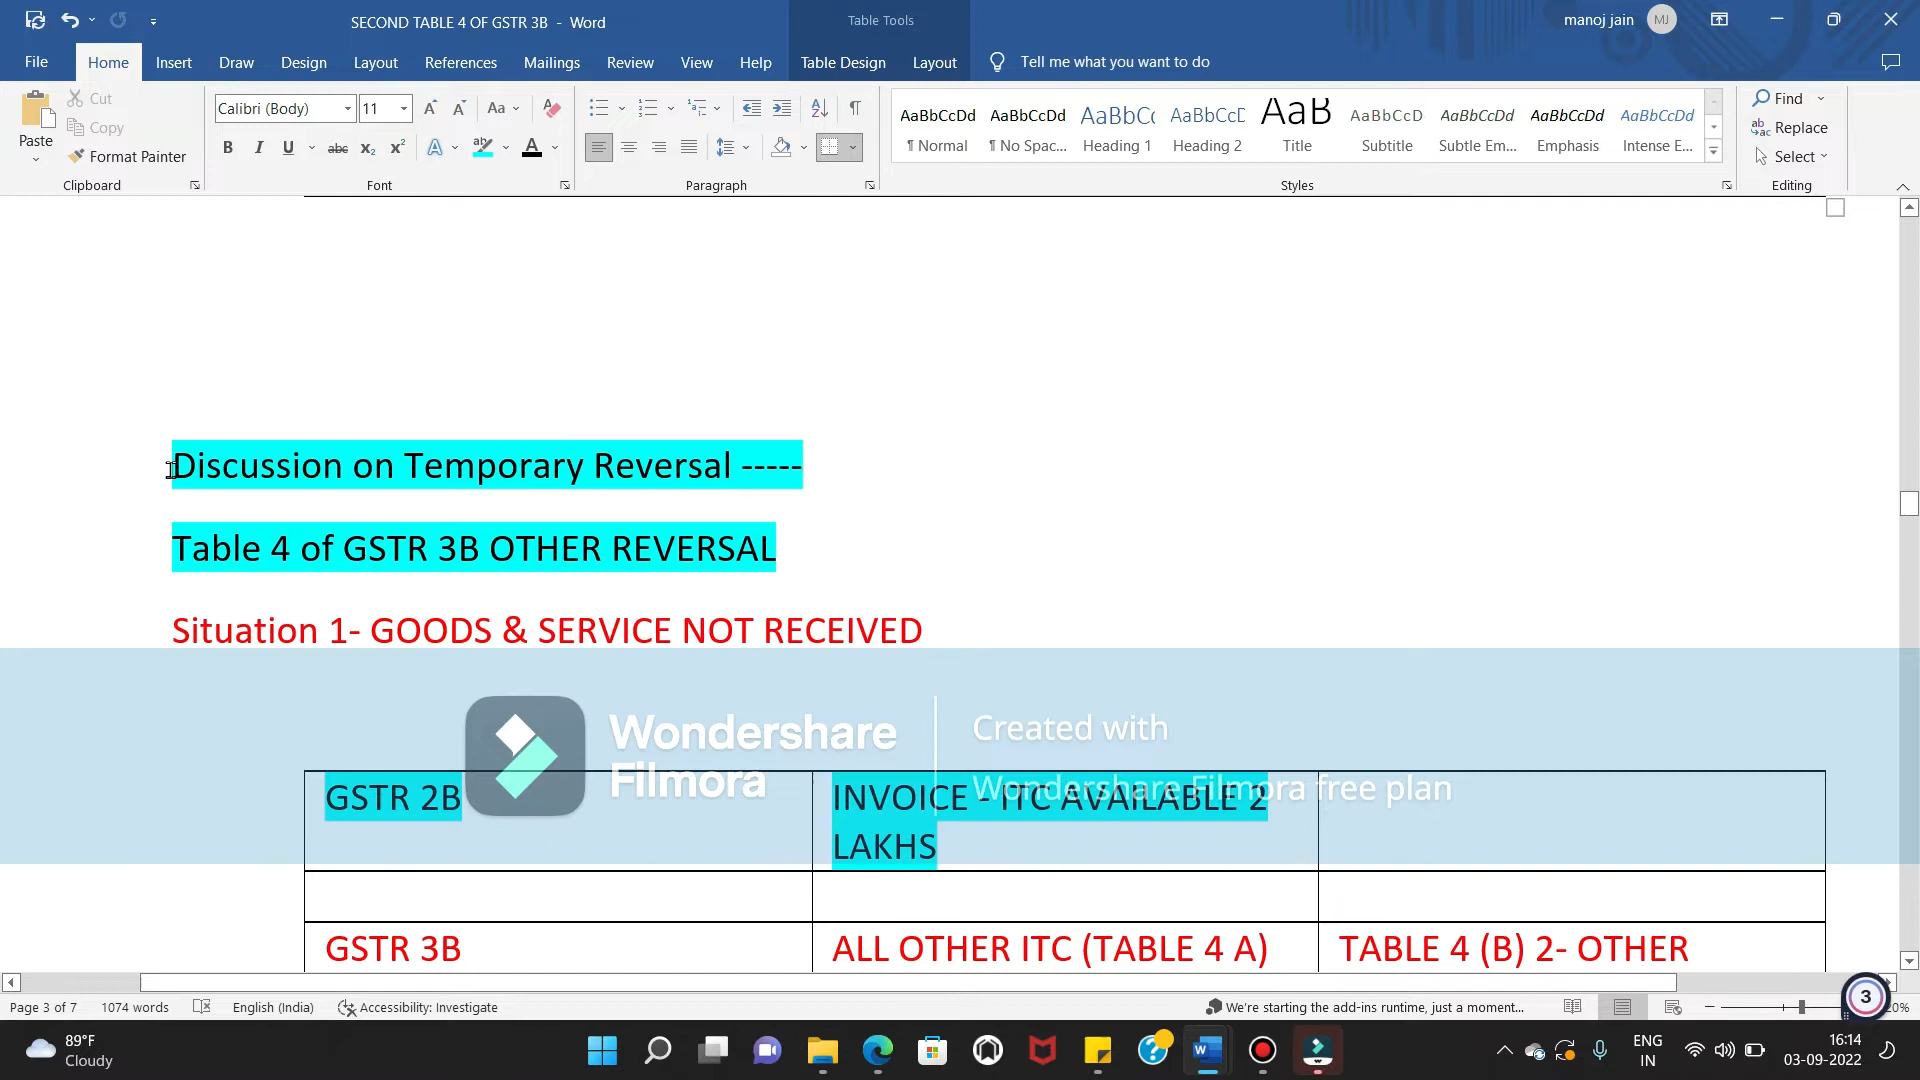 SECOND TABLE 4 OF GSTR 3B - Word
Table Tools
manoj jain
MJ
File
Home
Insert
Draw
Design
Layout
References
Mailings
Review
View
Help
Table Design
Layout
Tell me what you want to do
Paste
Cut
Copy
Format Painter
Clipboard
Calibri (Body)
11
Font
Paragraph
AaBbCcDd
AaBbCcDd
AaBbC
AaBbCcD
AaB
AaBbCcD
AaBbCcDd
AaBbCcDd
AaBbCcDd
¶ Normal
¶ No Spac...
Heading 1
Heading 2
Title
Subtitle
Subtle Em...
Emphasis
Intense E...
Styles
Find
Replace
Select
Editing
Discussion on Temporary Reversal -----
Table 4 of GSTR 3B OTHER REVERSAL
Situation 1- GOODS & SERVICE NOT RECEIVED
Wondershare
Filmora
Created with
Wondershare Filmora free plan
GSTR 2B
INVOICE - ITC AVAILABLE 2
LAKHS
GSTR 3B
ALL OTHER ITC (TABLE 4 A)
TABLE 4 (B) 2- OTHER
Page 3 of 7
1074 words
English (India)
Accessibility: Investigate
We're starting the add-ins runtime, just a moment...
3
20%
89°F
Cloudy
ENG
IN
16:14
03-09-2022